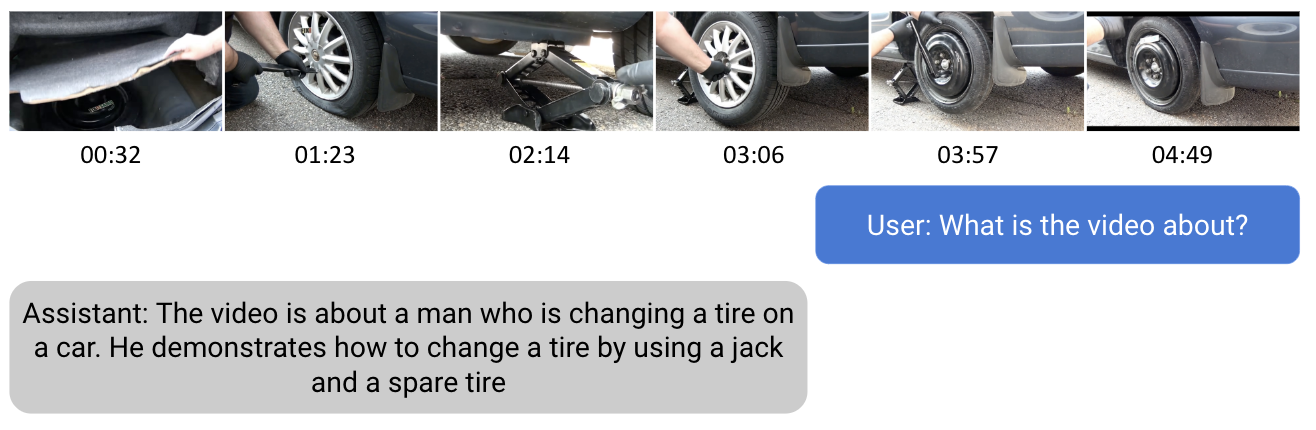 00:32 01:23 02:14 03:06 03:57 04:49
User: What is the video about?
Assistant: The video is about a man who is changing a tire on
a car. He demonstrates how to change a tire by using a jack
and a spare tire